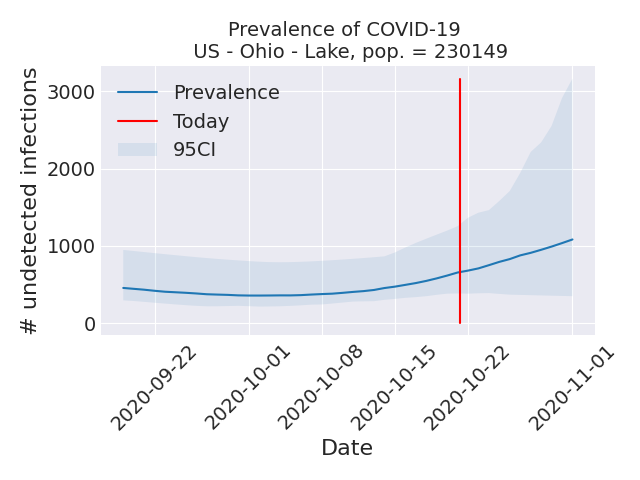 Prevalence of COVID-19
US - Ohio - Lake, pop. = 230149
# undetected infections
3000
2000
1000
0
Prevalence
Today
95CI
2020-09-22
2020-10-01
2020-10-08
2020-10-15
2020-10-22
2020-11-01
Date